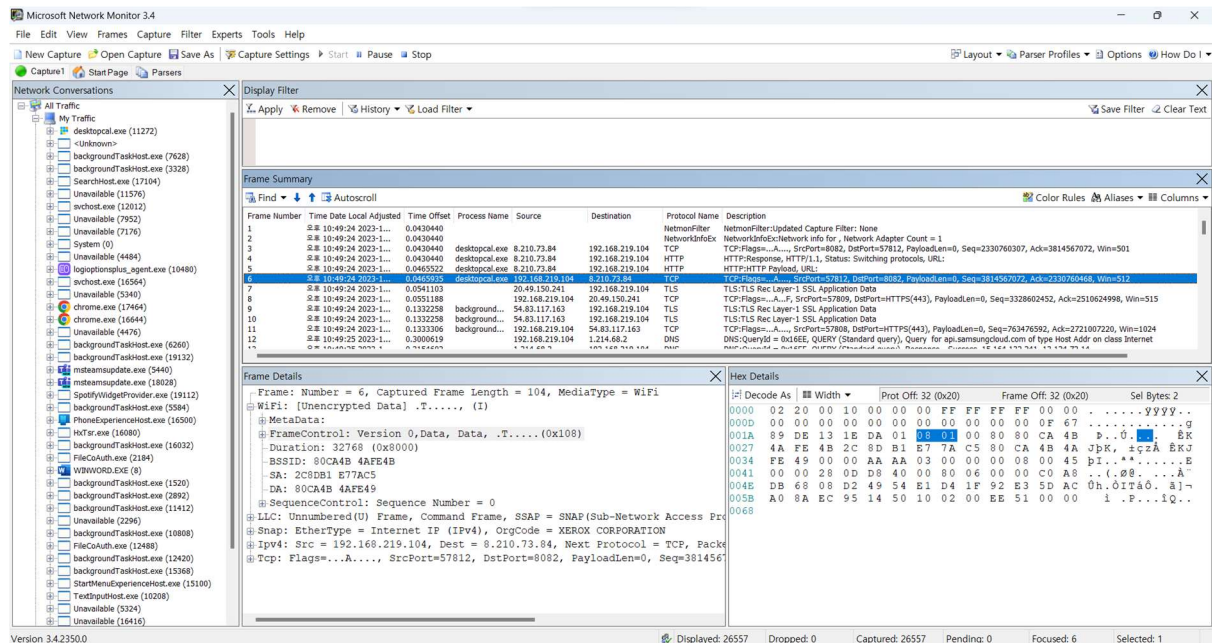 Microsoft Network Monitor 3.4
File Edit View Frames Capture Filter Experts Tools Help
New Capture Open Capture Save As Capture Settings Start Pause Stop
Layout Parser Profiles Options How Do I
Capture1 Start Page Parsers
Network Conversations
All Traffic
My Traffic
desktopcal.exe (11272)
<Unknown>
backgroundTaskHost.exe (7628)
backgroundTaskHost.exe (3328)
SearchHost.exe (17104)
Unavailable (11576)
svchost.exe (12012)
Unavailable (7952)
Unavailable (7176)
System (0)
Unavailable (4484)
logioptionsplus_agent.exe (10480)
svchost.exe (16564)
Unavailable (5340)
chrome.exe (17464)
chrome.exe (16644)
Unavailable (4476)
backgroundTaskHost.exe (6260)
backgroundTaskHost.exe (19132)
msteamsupdate.exe (5440)
msteamsupdate.exe (18028)
SpotifyWidgetProvider.exe (19112)
backgroundTaskHost.exe (5584)
PhoneExperienceHost.exe (16500)
HxTsr.exe (16080)
backgroundTaskHost.exe (16032)
FileCoAuth.exe (2184)
WINWORD.EXE (8)
backgroundTaskHost.exe (1520)
backgroundTaskHost.exe (2892)
backgroundTaskHost.exe (11412)
Unavailable (2296)
backgroundTaskHost.exe (10808)
FileCoAuth.exe (12488)
backgroundTaskHost.exe (12420)
backgroundTaskHost.exe (15368)
StartMenuExperienceHost.exe (15100)
TextInputHost.exe (10208)
Unavailable (5324)
Unavailable (16416)
Display Filter
Apply Remove History Load Filter Save Filter Clear Text
Frame Summary
Find Autoscroll Color Rules Aliases Columns
Frame Number Time Date Local Adjusted Time Offset Process Name Source Destination Protocol Name Description
1 오후 10:49:24 2023-1... 0.0430440 NetmonFilter NetmonFilter:Updated Capture Filter: None
2 오후 10:49:24 2023-1... 0.0430440 NetworkInfoEx NetworkInfoEx:Network info for , Network Adapter Count = 1
3 오후 10:49:24 2023-1... 0.0430440 desktopcal.exe 8.210.73.84 192.168.219.104 TCP TCP:Flags=...A...., SrcPort=8082, DstPort=57812, PayloadLen=0, Seq=2330760307, Ack=3814567072, Win=501
4 오후 10:49:24 2023-1... 0.0430440 desktopcal.exe 8.210.73.84 192.168.219.104 HTTP HTTP:Response, HTTP/1.1, Status: Switching protocols, URL:
5 오후 10:49:24 2023-1... 0.0465522 desktopcal.exe 8.210.73.84 192.168.219.104 HTTP HTTP:HTTP Payload, URL:
6 오후 10:49:24 2023-1... 0.0465935 desktopcal.exe 192.168.219.104 8.210.73.84 TCP TCP:Flags=...A...., SrcPort=57812, DstPort=8082, PayloadLen=0, Seq=3814567072, Ack=2330760468, Win=512
7 오후 10:49:24 2023-1... 0.0541103 20.49.150.241 192.168.219.104 TLS TLS:TLS Rec Layer-1 SSL Application Data
8 오후 10:49:24 2023-1... 0.0551188 192.168.219.104 20.49.150.241 TCP TCP:Flags=...A...F, SrcPort=57809, DstPort=HTTPS(443), PayloadLen=0, Seq=3328602452, Ack=2510624998, Win=515
9 오후 10:49:24 2023-1... 0.1332258 background... 54.83.117.163 192.168.219.104 TLS TLS:TLS Rec Layer-1 SSL Application Data
10 오후 10:49:24 2023-1... 0.1332258 background... 54.83.117.163 192.168.219.104 TLS TLS:TLS Rec Layer-1 SSL Application Data
11 오후 10:49:24 2023-1... 0.1333306 background... 192.168.219.104 54.83.117.163 TCP TCP:Flags=...A...., SrcPort=57808, DstPort=HTTPS(443), PayloadLen=0, Seq=763476592, Ack=2721007220, Win=1024
12 오후 10:49:25 2023-1... 0.3000619 192.168.219.104 1.214.68.2 DNS DNS:QueryId = 0x16EE, QUERY (Standard query), Query for api.samsungcloud.com of type Host Addr on class Internet
Frame Details
Frame: Number = 6, Captured Frame Length = 104, MediaType = WiFi
WiFi: [Unencrypted Data] .T....., (I)
MetaData:
FrameControl: Version 0,Data, Data, .T.....(0x108)
Duration: 32768 (0x8000)
BSSID: 80CA4B 4AFE4B
SA: 2C8DB1 E77AC5
DA: 80CA4B 4AFE49
SequenceControl: Sequence Number = 0
LLC: Unnumbered(U) Frame, Command Frame, SSAP = SNAP(Sub-Network Access Pro
Snap: EtherType = Internet IP (IPv4), OrgCode = XEROX CORPORATION
Ipv4: Src = 192.168.219.104, Dest = 8.210.73.84, Next Protocol = TCP, Packe
Tcp: Flags=...A...., SrcPort=57812, DstPort=8082, PayloadLen=0, Seq=3814567
Hex Details
Decode As Width Prot Off: 32 (0x20) Frame Off: 32 (0x20) Sel Bytes: 2
0000 02 20 00 10 00 00 00 FF FF FF FF 00 00 . .....ÿÿÿÿ..
000D 00 00 00 00 00 00 00 00 00 00 00 0F 67 ............g
001A 89 DE 13 1E DA 01 08 01 00 80 80 CA 4B Þ..Ú.... ÊK
0027 4A FE 4B 2C 8D B1 E7 7A C5 80 CA 4B 4A JþK, ±çzÅ ÊKJ
0034 FE 49 00 00 AA AA 03 00 00 00 08 00 45 þI..ªª......E
0041 00 00 28 0D D8 40 00 80 06 00 00 C0 A8 ..(.Ø@. ...À¨
004E DB 68 08 D2 49 54 E1 D4 1F 92 E3 5D AC Ûh.ÒITáÔ. ã]¬
005B A0 8A EC 95 14 50 10 02 00 EE 51 00 00 ì .P...îQ..
0068
Version 3.4.2350.0 Displayed: 26557 Dropped: 0 Captured: 26557 Pending: 0 Focused: 6 Selected: 1